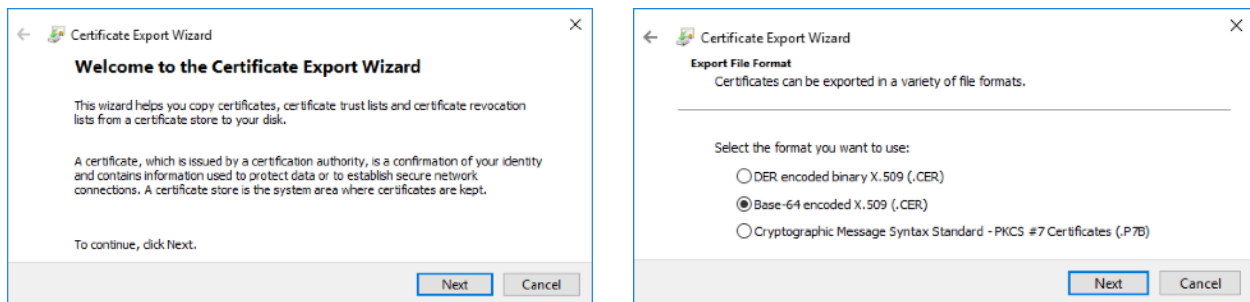 Certificate Export Wizard
Welcome to the Certificate Export Wizard
This wizard helps you copy certificates, certificate trust lists and certificate revocation
lists from a certificate store to your disk.
A certificate, which is issued by a certification authority, is a confirmation of your identity
and contains information used to protect data or to establish secure network
connections. A certificate store is the system area where certificates are kept.
To continue, click Next.
Next
Cancel
Certificate Export Wizard
Export File Format
Certificates can be exported in a variety of file formats.
Select the format you want to use:
DER encoded binary X.509 (.CER)
Base-64 encoded X.509 (.CER)
Cryptographic Message Syntax Standard - PKCS #7 Certificates (.P7B)
Next
Cancel